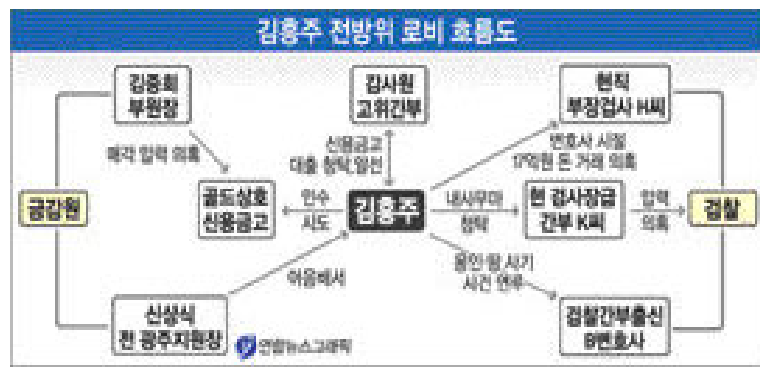 김흥주 전방위 로비 흐름도
김중회
부원장
감사원
고위간부
현직
부장검사 H씨
매각 압력 의혹
신용금고
대출 청탁,알선
변호사 시절
17억원 돈 거래 의혹
금감원
골드상호
신용금고
인수
시도
김흥주
내사무마
청탁
현 검사장급
간부 K씨
압력
의혹
검찰
어음배서
용인 땅 사기
사건 연루
신상식
전 광주지원장
검찰간부출신
B변호사
연합뉴스그래픽